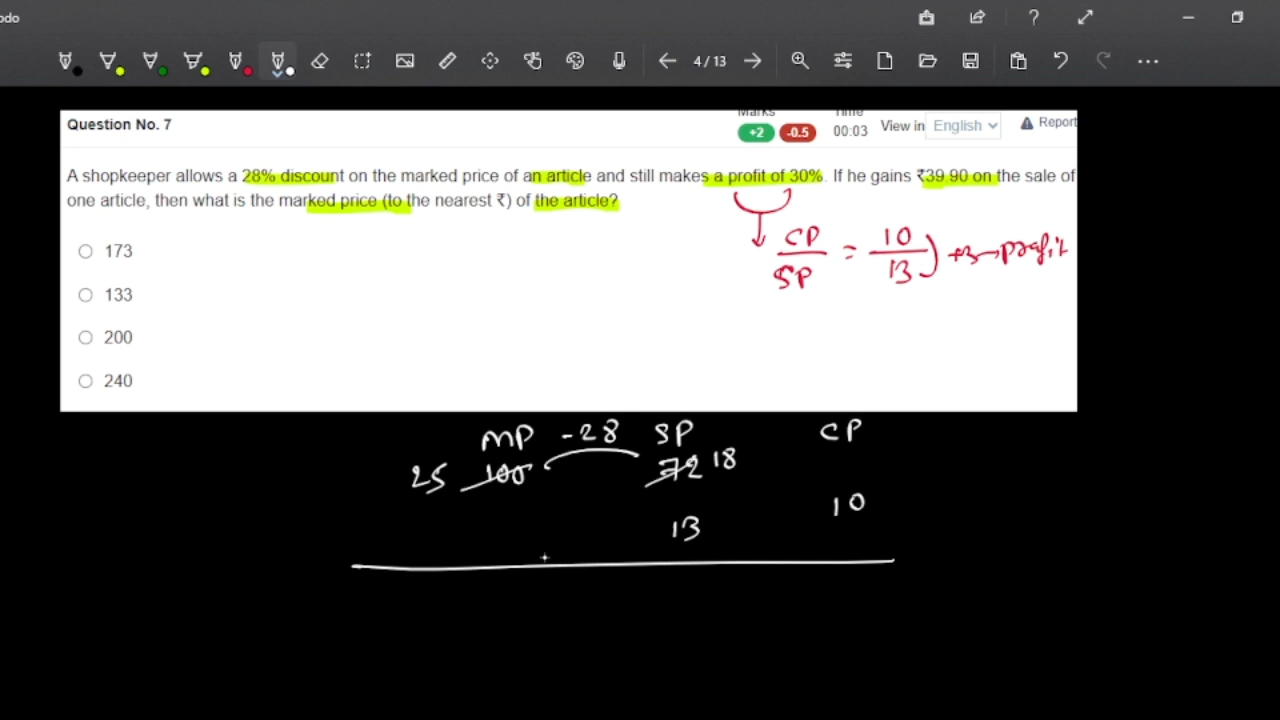 odo
4 / 13
Marks
Time
Question No. 7
+2
-0.5
00:03
View in
English
Report
A shopkeeper allows a 28% discount on the marked price of an article and still makes a profit of 30%. If he gains ₹39.90 on the sale of
one article, then what is the marked price (to the nearest ₹) of the article?
173
133
200
240
CP
SP
=
10
13
+3→profit
MP -28 SP CP
25 100 72 18
13 10